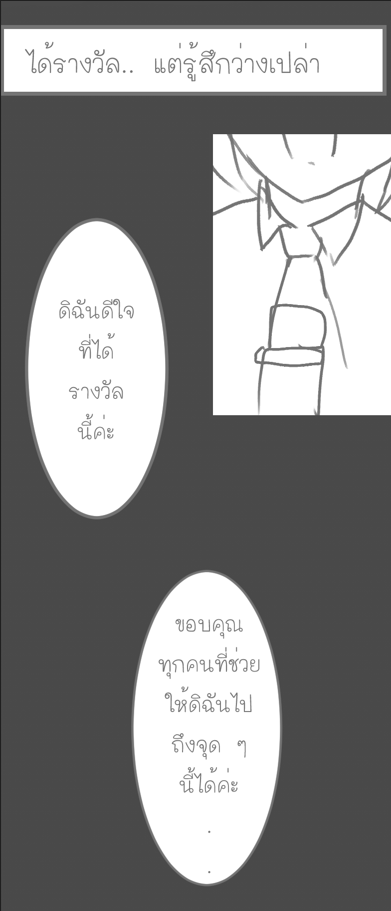 ได้รางวัล.. แต่รู้สึกว่างเปล่า
ดิฉันดีใจ
ที่ได้
รางวัล
นี้ค่ะ
ขอบคุณ
ทุกคนที่ช่วย
ให้ดิฉันไป
ถึงจุด ๆ
นี้ได้ค่ะ
.
.